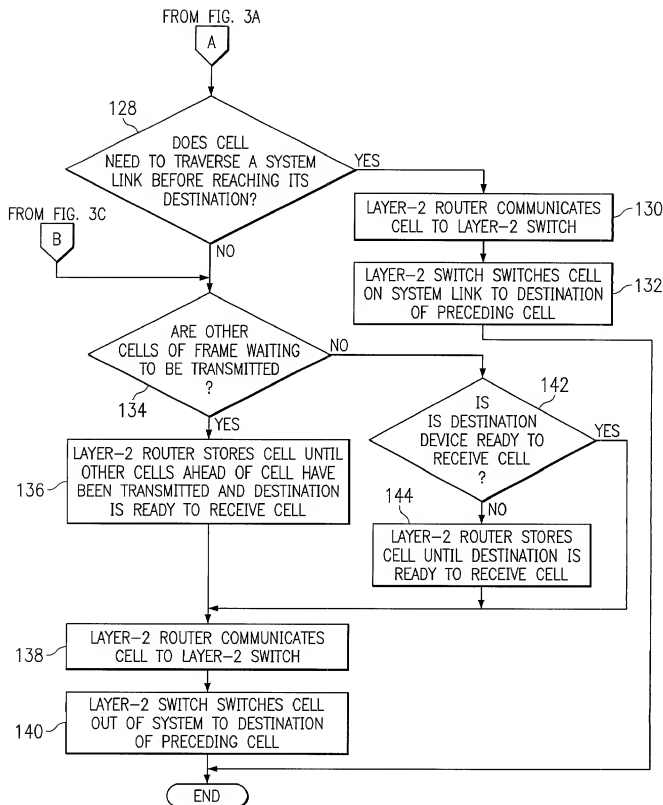 FROM FIG. 3A
A
128
DOES CELL
NEED TO TRAVERSE A SYSTEM
LINK BEFORE REACHING ITS
DESTINATION?
YES
NO
FROM FIG. 3C
B
LAYER-2 ROUTER COMMUNICATES
CELL TO LAYER-2 SWITCH
130
LAYER-2 SWITCH SWITCHES CELL
ON SYSTEM LINK TO DESTINATION
OF PRECEDING CELL
132
ARE OTHER
CELLS OF FRAME WAITING
TO BE TRANSMITTED
?
134
NO
YES
142
IS
IS DESTINATION
DEVICE READY TO
RECEIVE CELL
?
YES
NO
LAYER-2 ROUTER STORES CELL UNTIL
OTHER CELLS AHEAD OF CELL HAVE
BEEN TRANSMITTED AND DESTINATION
IS READY TO RECEIVE CELL
136
144
LAYER-2 ROUTER STORES
CELL UNTIL DESTINATION IS
READY TO RECEIVE CELL
LAYER-2 ROUTER COMMUNICATES
CELL TO LAYER-2 SWITCH
138
LAYER-2 SWITCH SWITCHES CELL
OUT OF SYSTEM TO DESTINATION
OF PRECEDING CELL
140
END